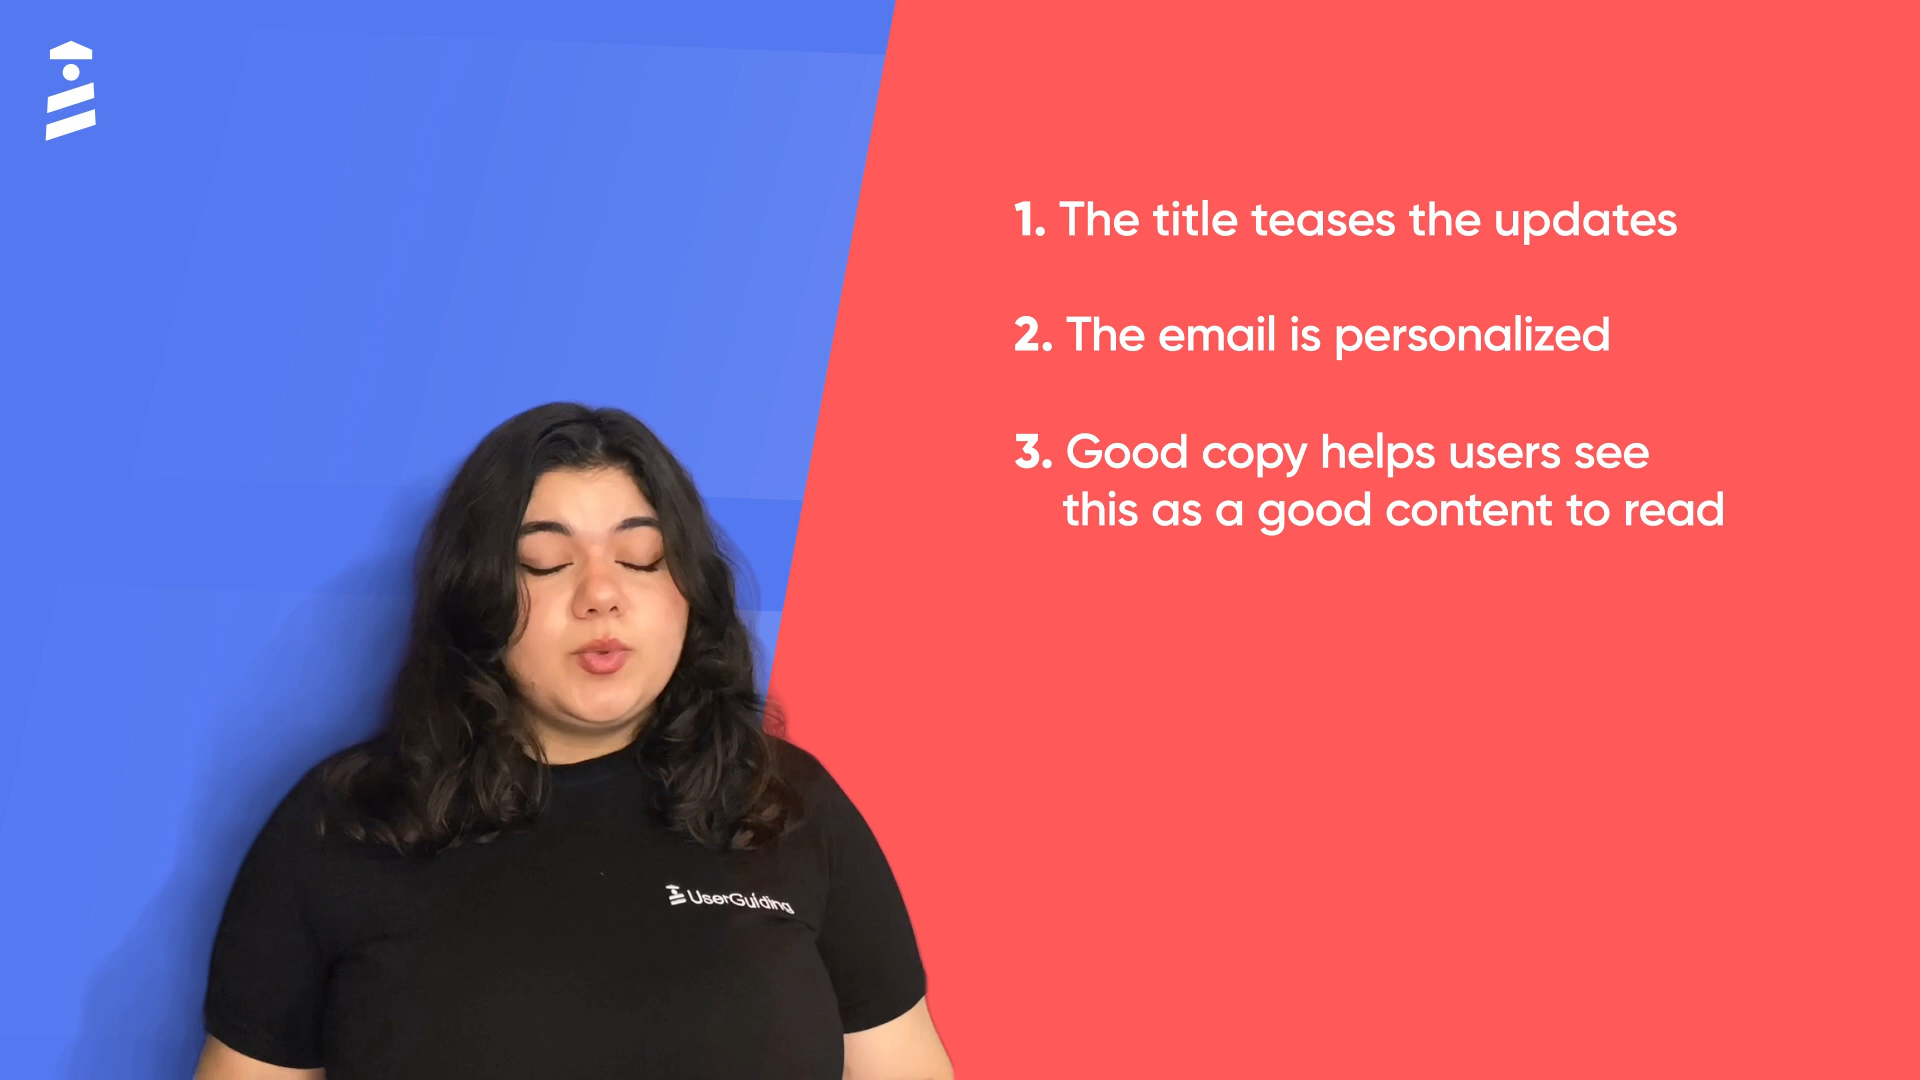 1. The title teases the updates
2. The email is personalized
3. Good copy helps users see
this as a good content to read
UserGuiding